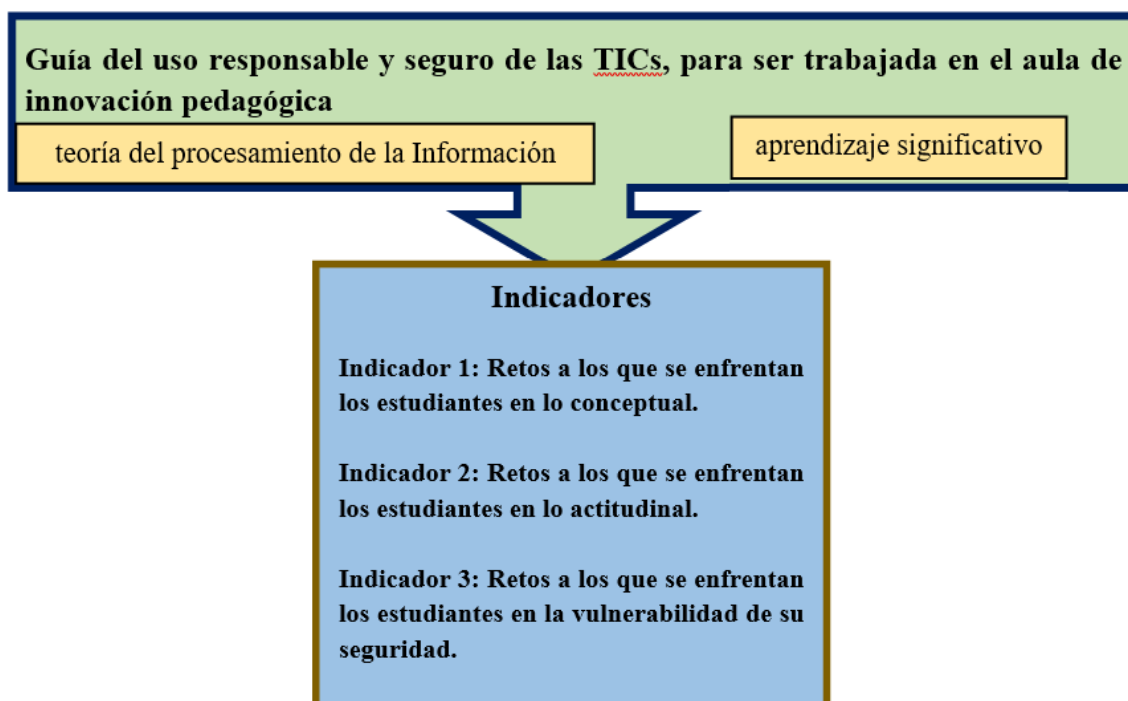 Guía del uso responsable y seguro de las TICs, para ser trabajada en el aula de
innovación pedagógica
teoría del procesamiento de la Información
aprendizaje significativo
Indicadores
Indicador 1: Retos a los que se enfrentan
los estudiantes en lo conceptual.
Indicador 2: Retos a los que se enfrentan
los estudiantes en lo actitudinal.
Indicador 3: Retos a los que se enfrentan
los estudiantes en la vulnerabilidad de su
seguridad.